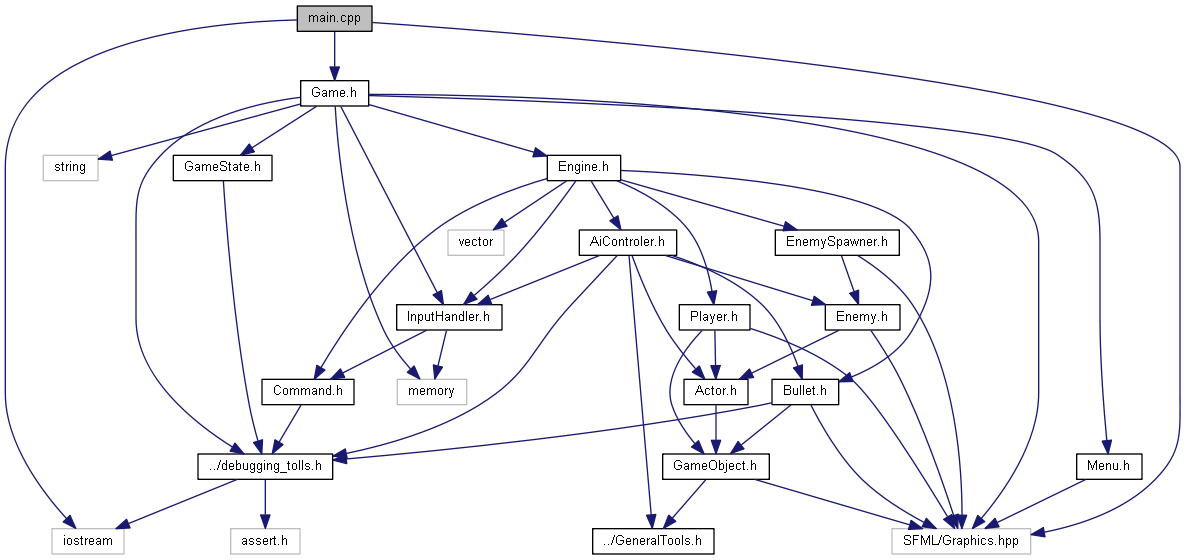 main.cpp
Game.h
string
GameState.h
Engine.h
vector
AiControler.h
EnemySpawner.h
InputHandler.h
Player.h
Enemy.h
Command.h
memory
Actor.h
Bullet.h
../debugging_tolls.h
GameObject.h
Menu.h
iostream
assert.h
../GeneralTools.h
SFML/Graphics.hpp